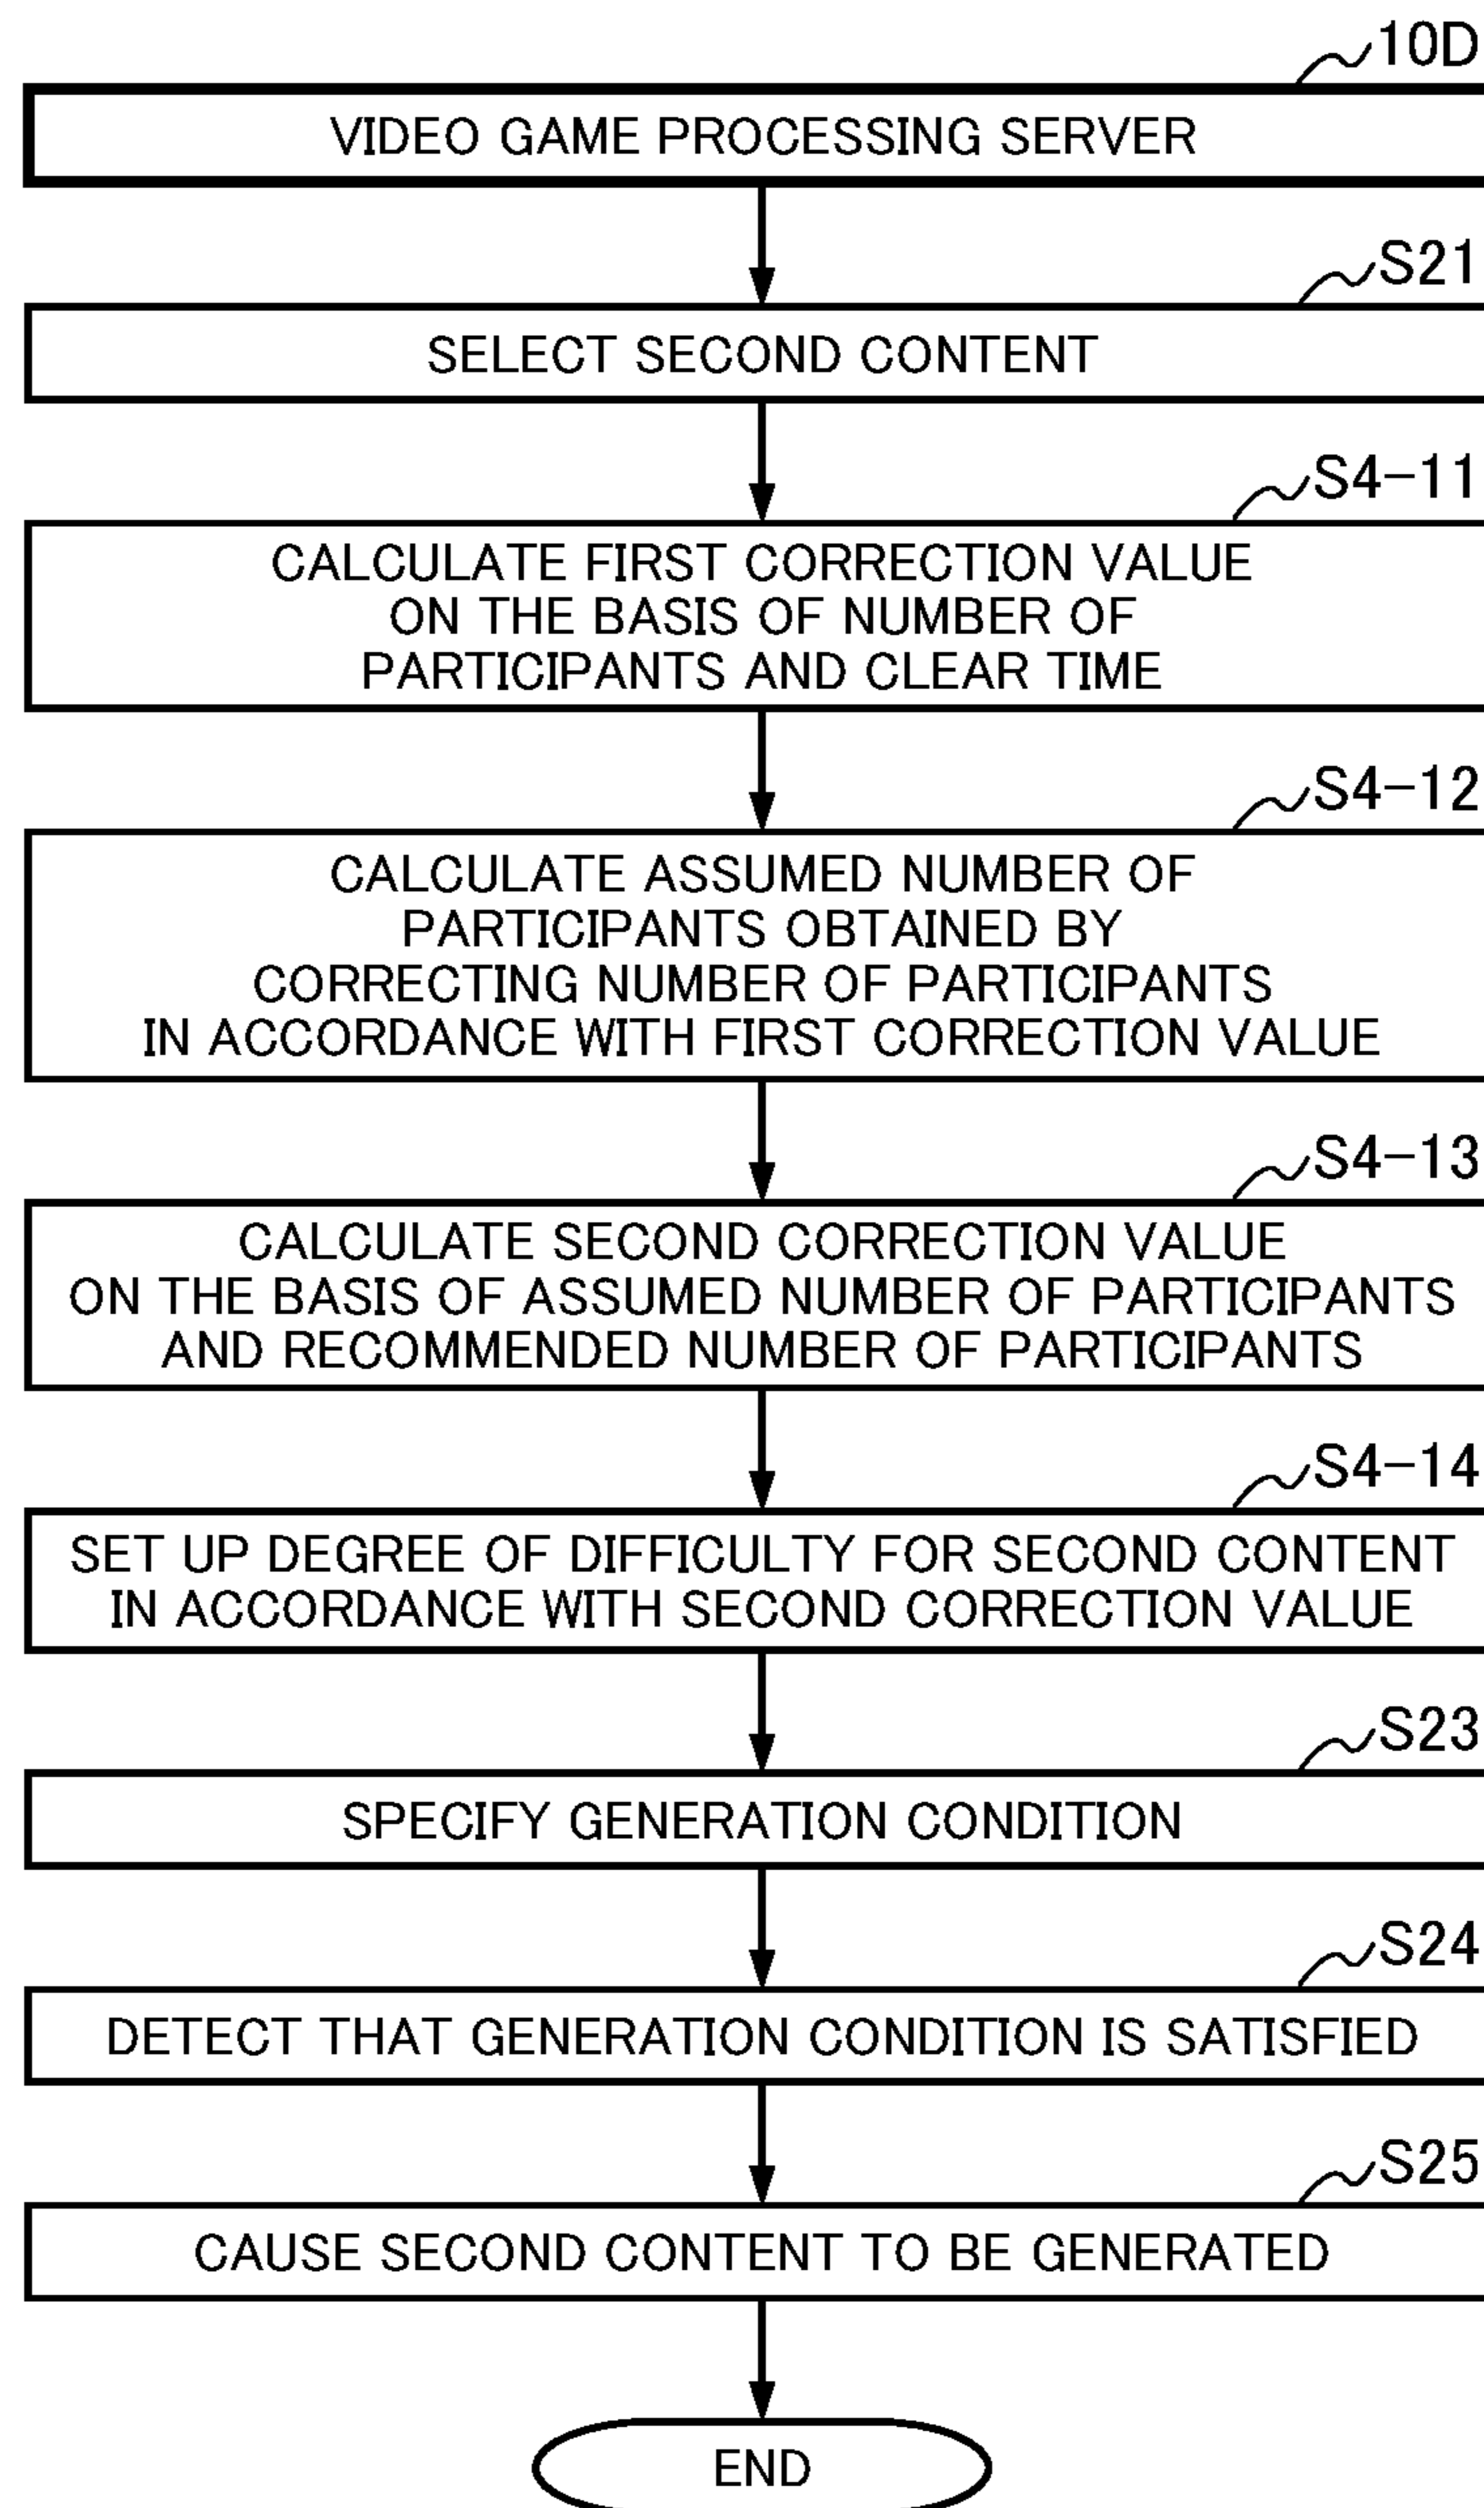 10D
VIDEO GAME PROCESSING SERVER
S21
SELECT SECOND CONTENT
S4-11
CALCULATE FIRST CORRECTION VALUE
ON THE BASIS OF NUMBER OF
PARTICIPANTS AND CLEAR TIME
S4-12
CALCULATE ASSUMED NUMBER OF
PARTICIPANTS OBTAINED BY
CORRECTING NUMBER OF PARTICIPANTS
IN ACCORDANCE WITH FIRST CORRECTION VALUE
S4-13
CALCULATE SECOND CORRECTION VALUE
ON THE BASIS OF ASSUMED NUMBER OF PARTICIPANTS
AND RECOMMENDED NUMBER OF PARTICIPANTS
S4-14
SET UP DEGREE OF DIFFICULTY FOR SECOND CONTENT
IN ACCORDANCE WITH SECOND CORRECTION VALUE
S23
SPECIFY GENERATION CONDITION
S24
DETECT THAT GENERATION CONDITION IS SATISFIED
S25
CAUSE SECOND CONTENT TO BE GENERATED
END